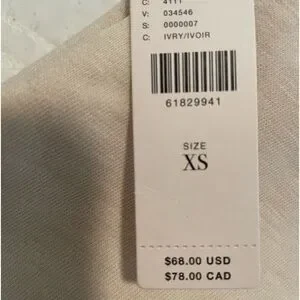 C: 4111
V: 034546
S: 0000007
C: IVRY/IVOIR
61829941
SIZE
XS
$68.00 USD
$78.00 CAD